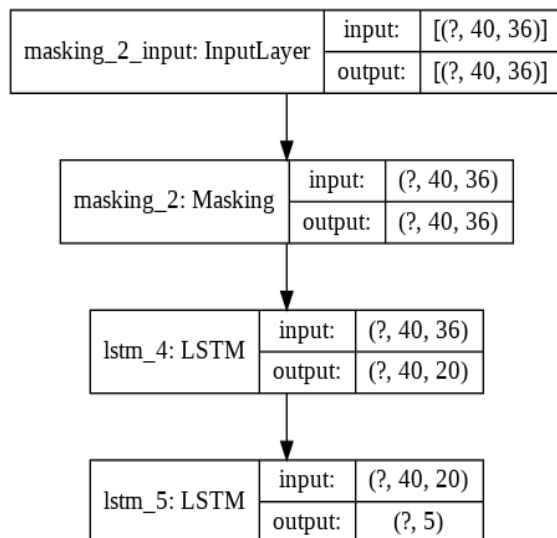 masking_2_input: InputLayer
input: [(?, 40, 36)]
output: [(?, 40, 36)]
masking_2: Masking
input: (?, 40, 36)
output: (?, 40, 36)
lstm_4: LSTM
input: (?, 40, 36)
output: (?, 40, 20)
lstm_5: LSTM
input: (?, 40, 20)
output: (?, 5)